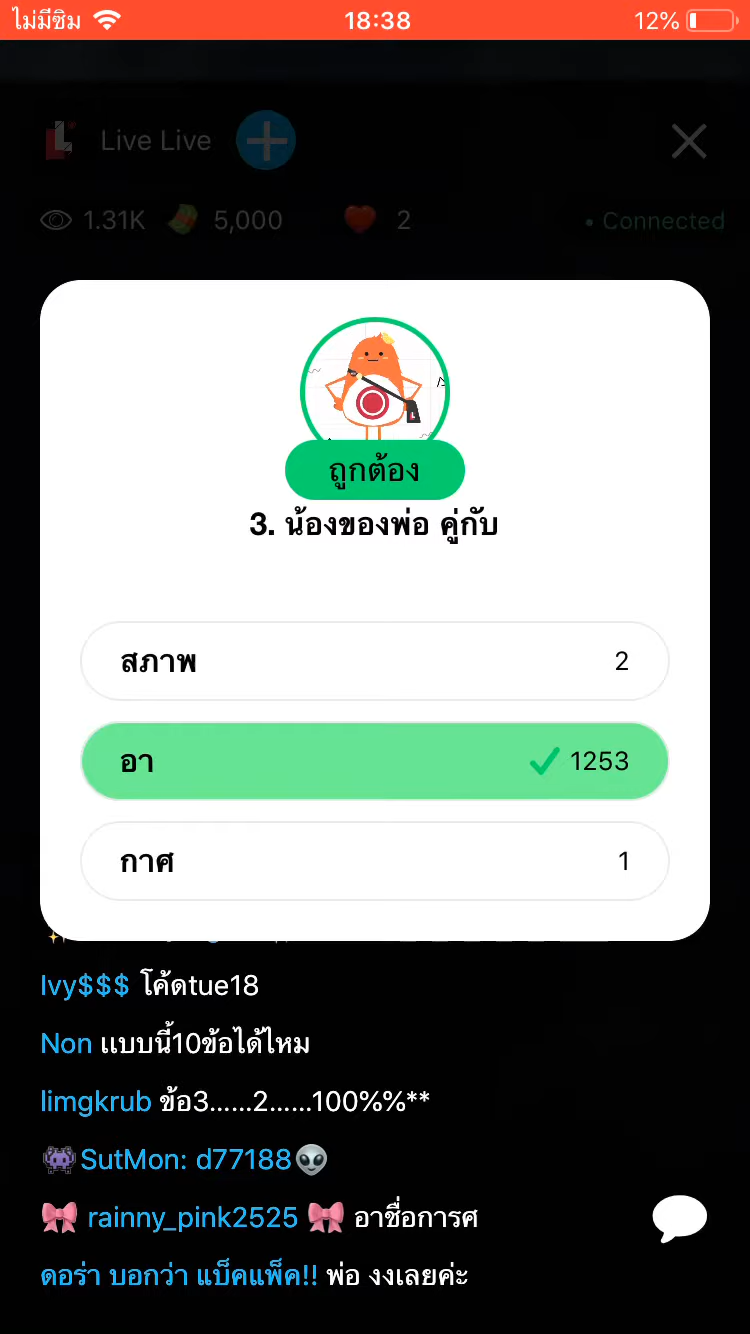 ไม่มีซิม 18:38 12%
Live Live
1.31K 5,000 2 • Connected
ถูกต้อง
3. น้องของพ่อ คู่กับ
สภาพ 2
อา 1253
กาศ 1
Ivy$$$ โค้ดtue18
Non แบบนี้10ข้อได้ไหม
limgkrub ข้อ3......2......100%%**
👾SutMon: d77188👽
🎀 rainny_pink2525 🎀 อาชื่อการศ
ดอร่า บอกว่า แบ็คแพ็ค!! พ่อ งงเลยค่ะ